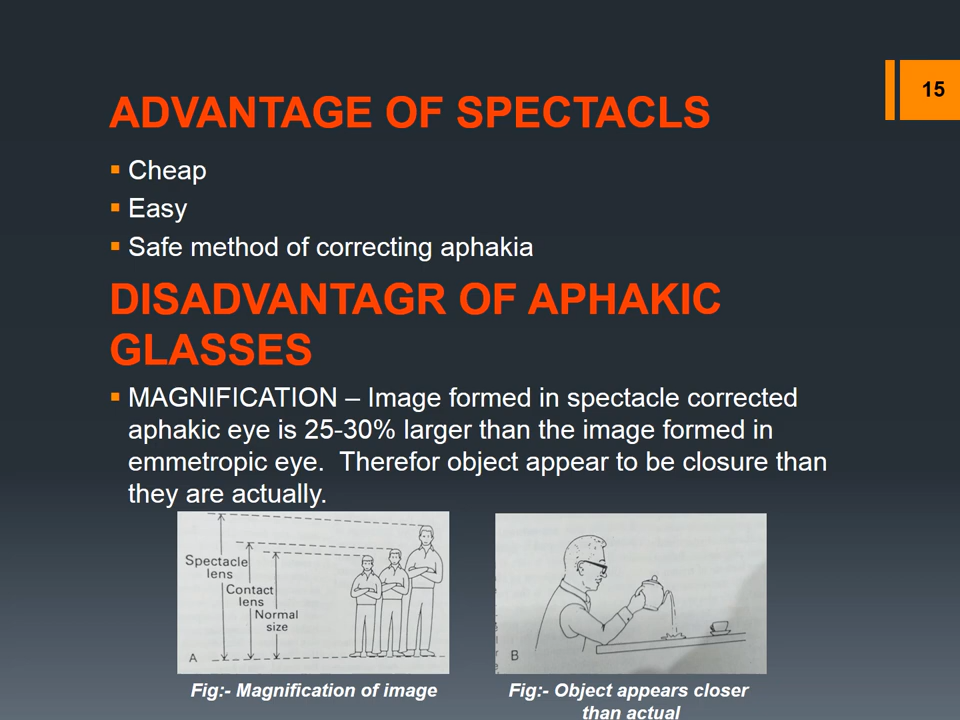 15
ADVANTAGE OF SPECTACLS
Cheap
Easy
Safe method of correcting aphakia
DISADVANTAGR OF APHAKIC
GLASSES
MAGNIFICATION – Image formed in spectacle corrected
aphakic eye is 25-30% larger than the image formed in
emmetropic eye. Therefor object appear to be closure than
they are actually.
Spectacle
lens
Contact
lens
Normal
size
A
B
Fig:- Magnification of image
Fig:- Object appears closer
than actual